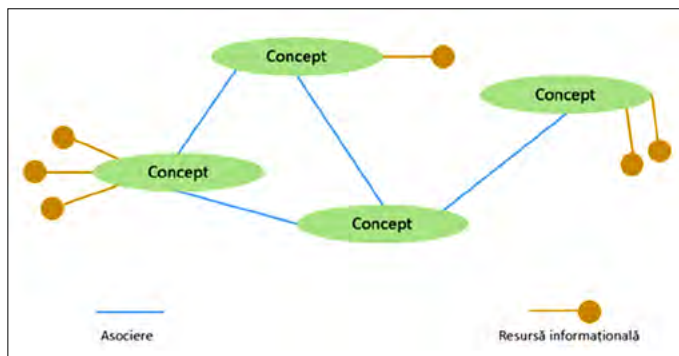 Concept
Concept
Concept
Concept
Asociere
Resursă informațională